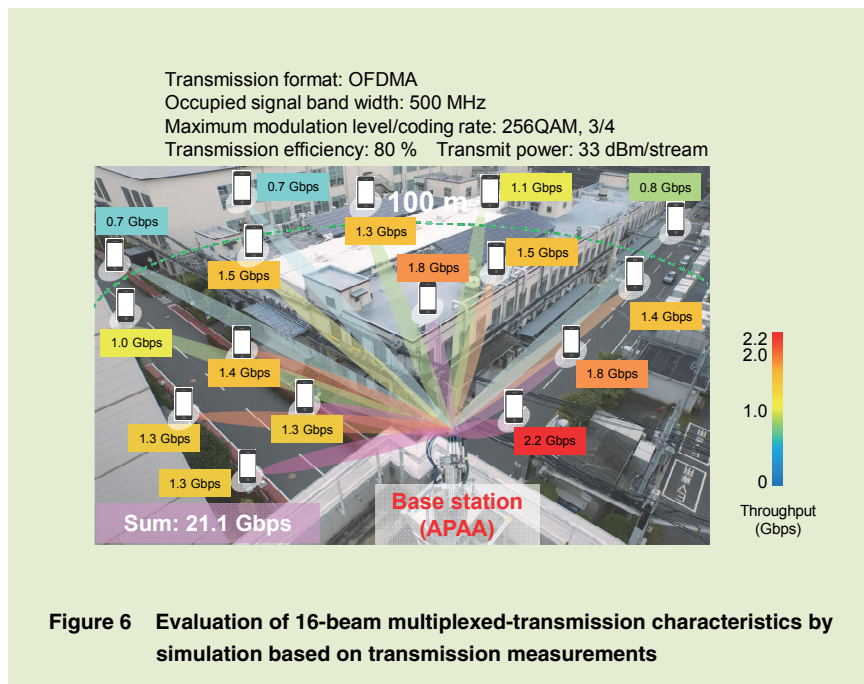 Transmission format: OFDMA
Occupied signal band width: 500 MHz
Maximum modulation level/coding rate: 256QAM, 3/4
Transmission efficiency: 80 %   Transmit power: 33 dBm/stream
0.7 Gbps
1.1 Gbps
0.8 Gbps
100 m
0.7 Gbps
1.3 Gbps
1.5 Gbps
1.5 Gbps
1.8 Gbps
1.4 Gbps
1.0 Gbps
1.4 Gbps
1.8 Gbps
1.3 Gbps
1.3 Gbps
2.2 Gbps
1.3 Gbps
Sum: 21.1 Gbps
Base station
(APAA)
2.2
2.0
1.0
0
Throughput
(Gbps)
Figure 6 Evaluation of 16-beam multiplexed-transmission characteristics by
simulation based on transmission measurements